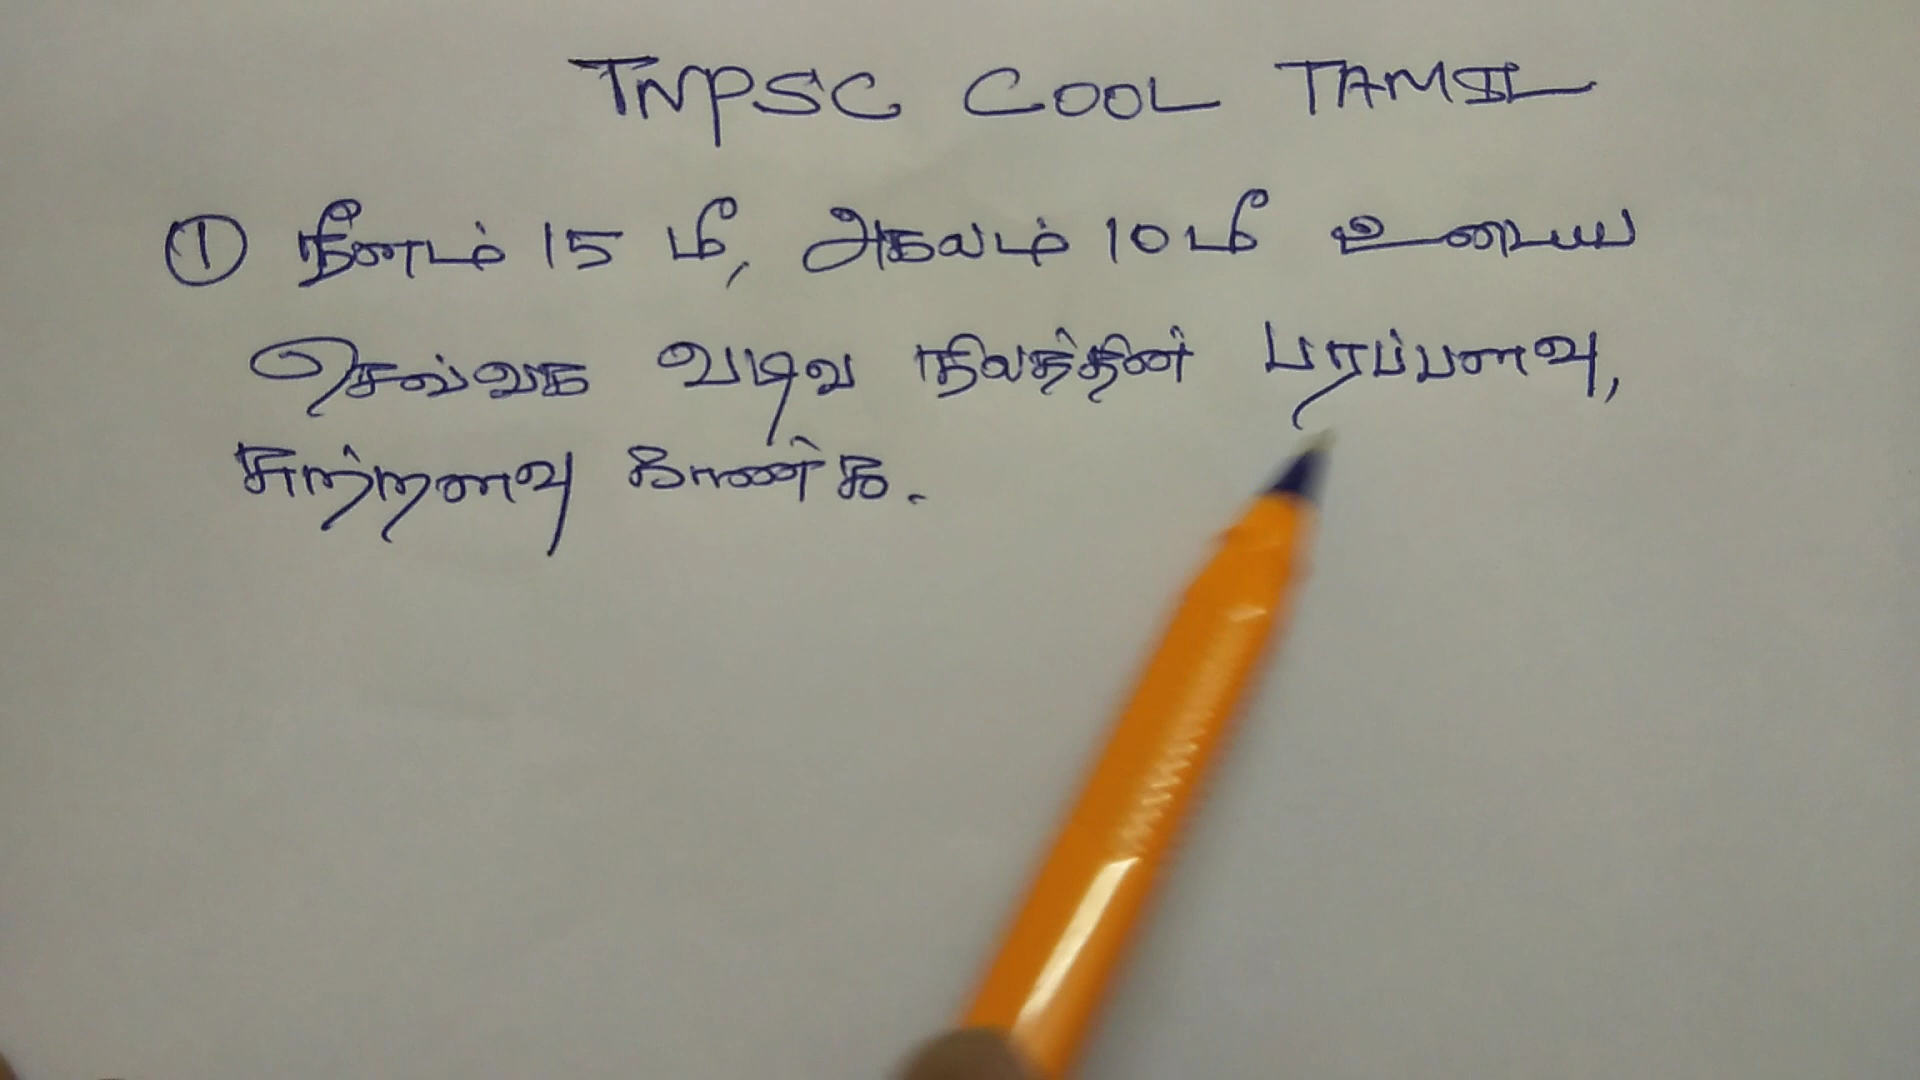 TNPSC COOL TAMIL
① நீளம் 15 மீ, அகலம் 10 மீ உடைய
செவ்வக வடிவ நிலத்தின் பரப்பளவு,
சுற்றளவு காண்க.